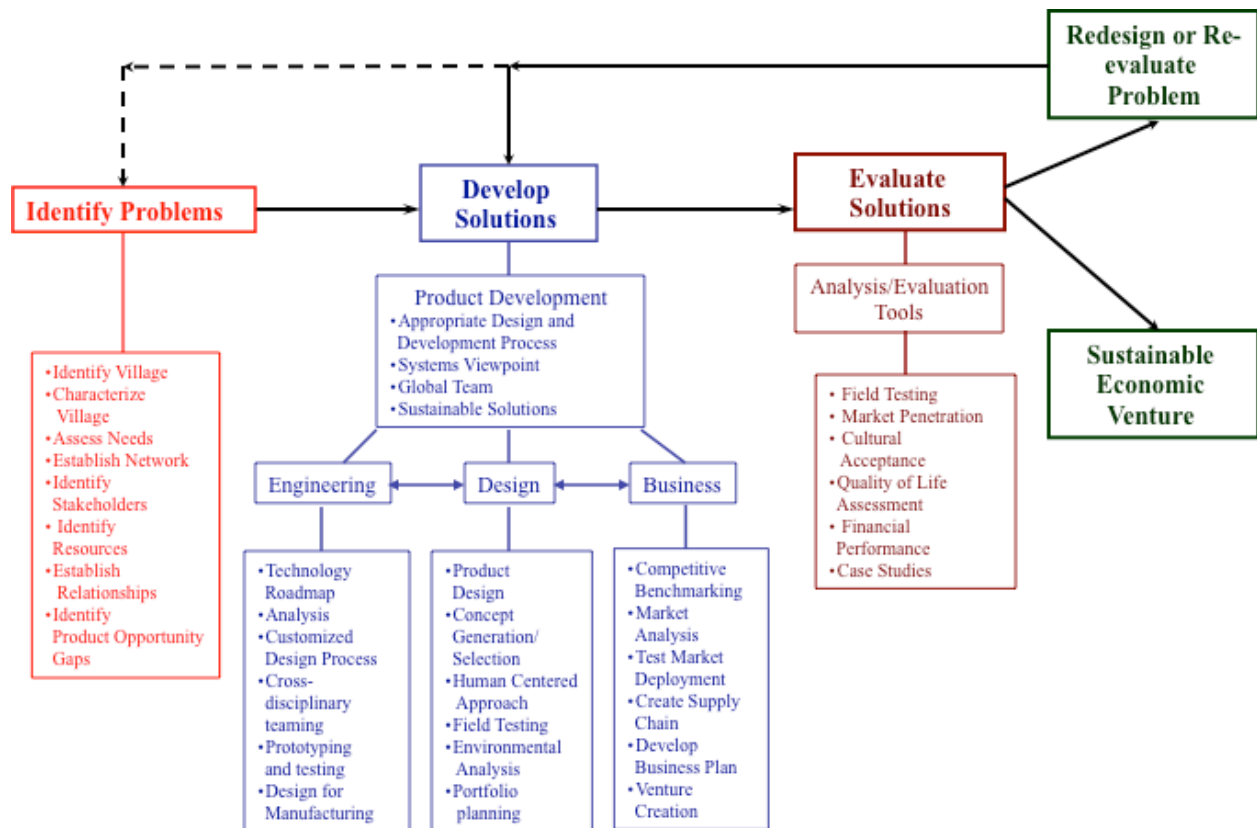 Redesign or Re-
evaluate
Problem
Identify Problems
Develop
Solutions
Evaluate
Solutions
Sustainable
Economic
Venture
•Identify Village
•Characterize
Village
•Assess Needs
•Establish Network
•Identify
Stakeholders
• Identify
Resources
•Establish
Relationships
•Identify
Product Opportunity
Gaps
Product Development
•Appropriate Design and
Development Process
•Systems Viewpoint
•Global Team
•Sustainable Solutions
Engineering
Design
Business
•Technology
Roadmap
•Analysis
•Customized
Design Process
•Cross-
disciplinary
teaming
•Prototyping
and testing
•Design for
Manufacturing
•Product
Design
•Concept
Generation/
Selection
•Human Centered
Approach
•Field Testing
•Environmental
Analysis
•Portfolio
planning
•Competitive
Benchmarking
•Market
Analysis
•Test Market
Deployment
•Create Supply
Chain
•Develop
Business Plan
•Venture
Creation
Analysis/Evaluation
Tools
• Field Testing
• Market Penetration
• Cultural
Acceptance
•Quality of Life
Assessment
• Financial
Performance
•Case Studies